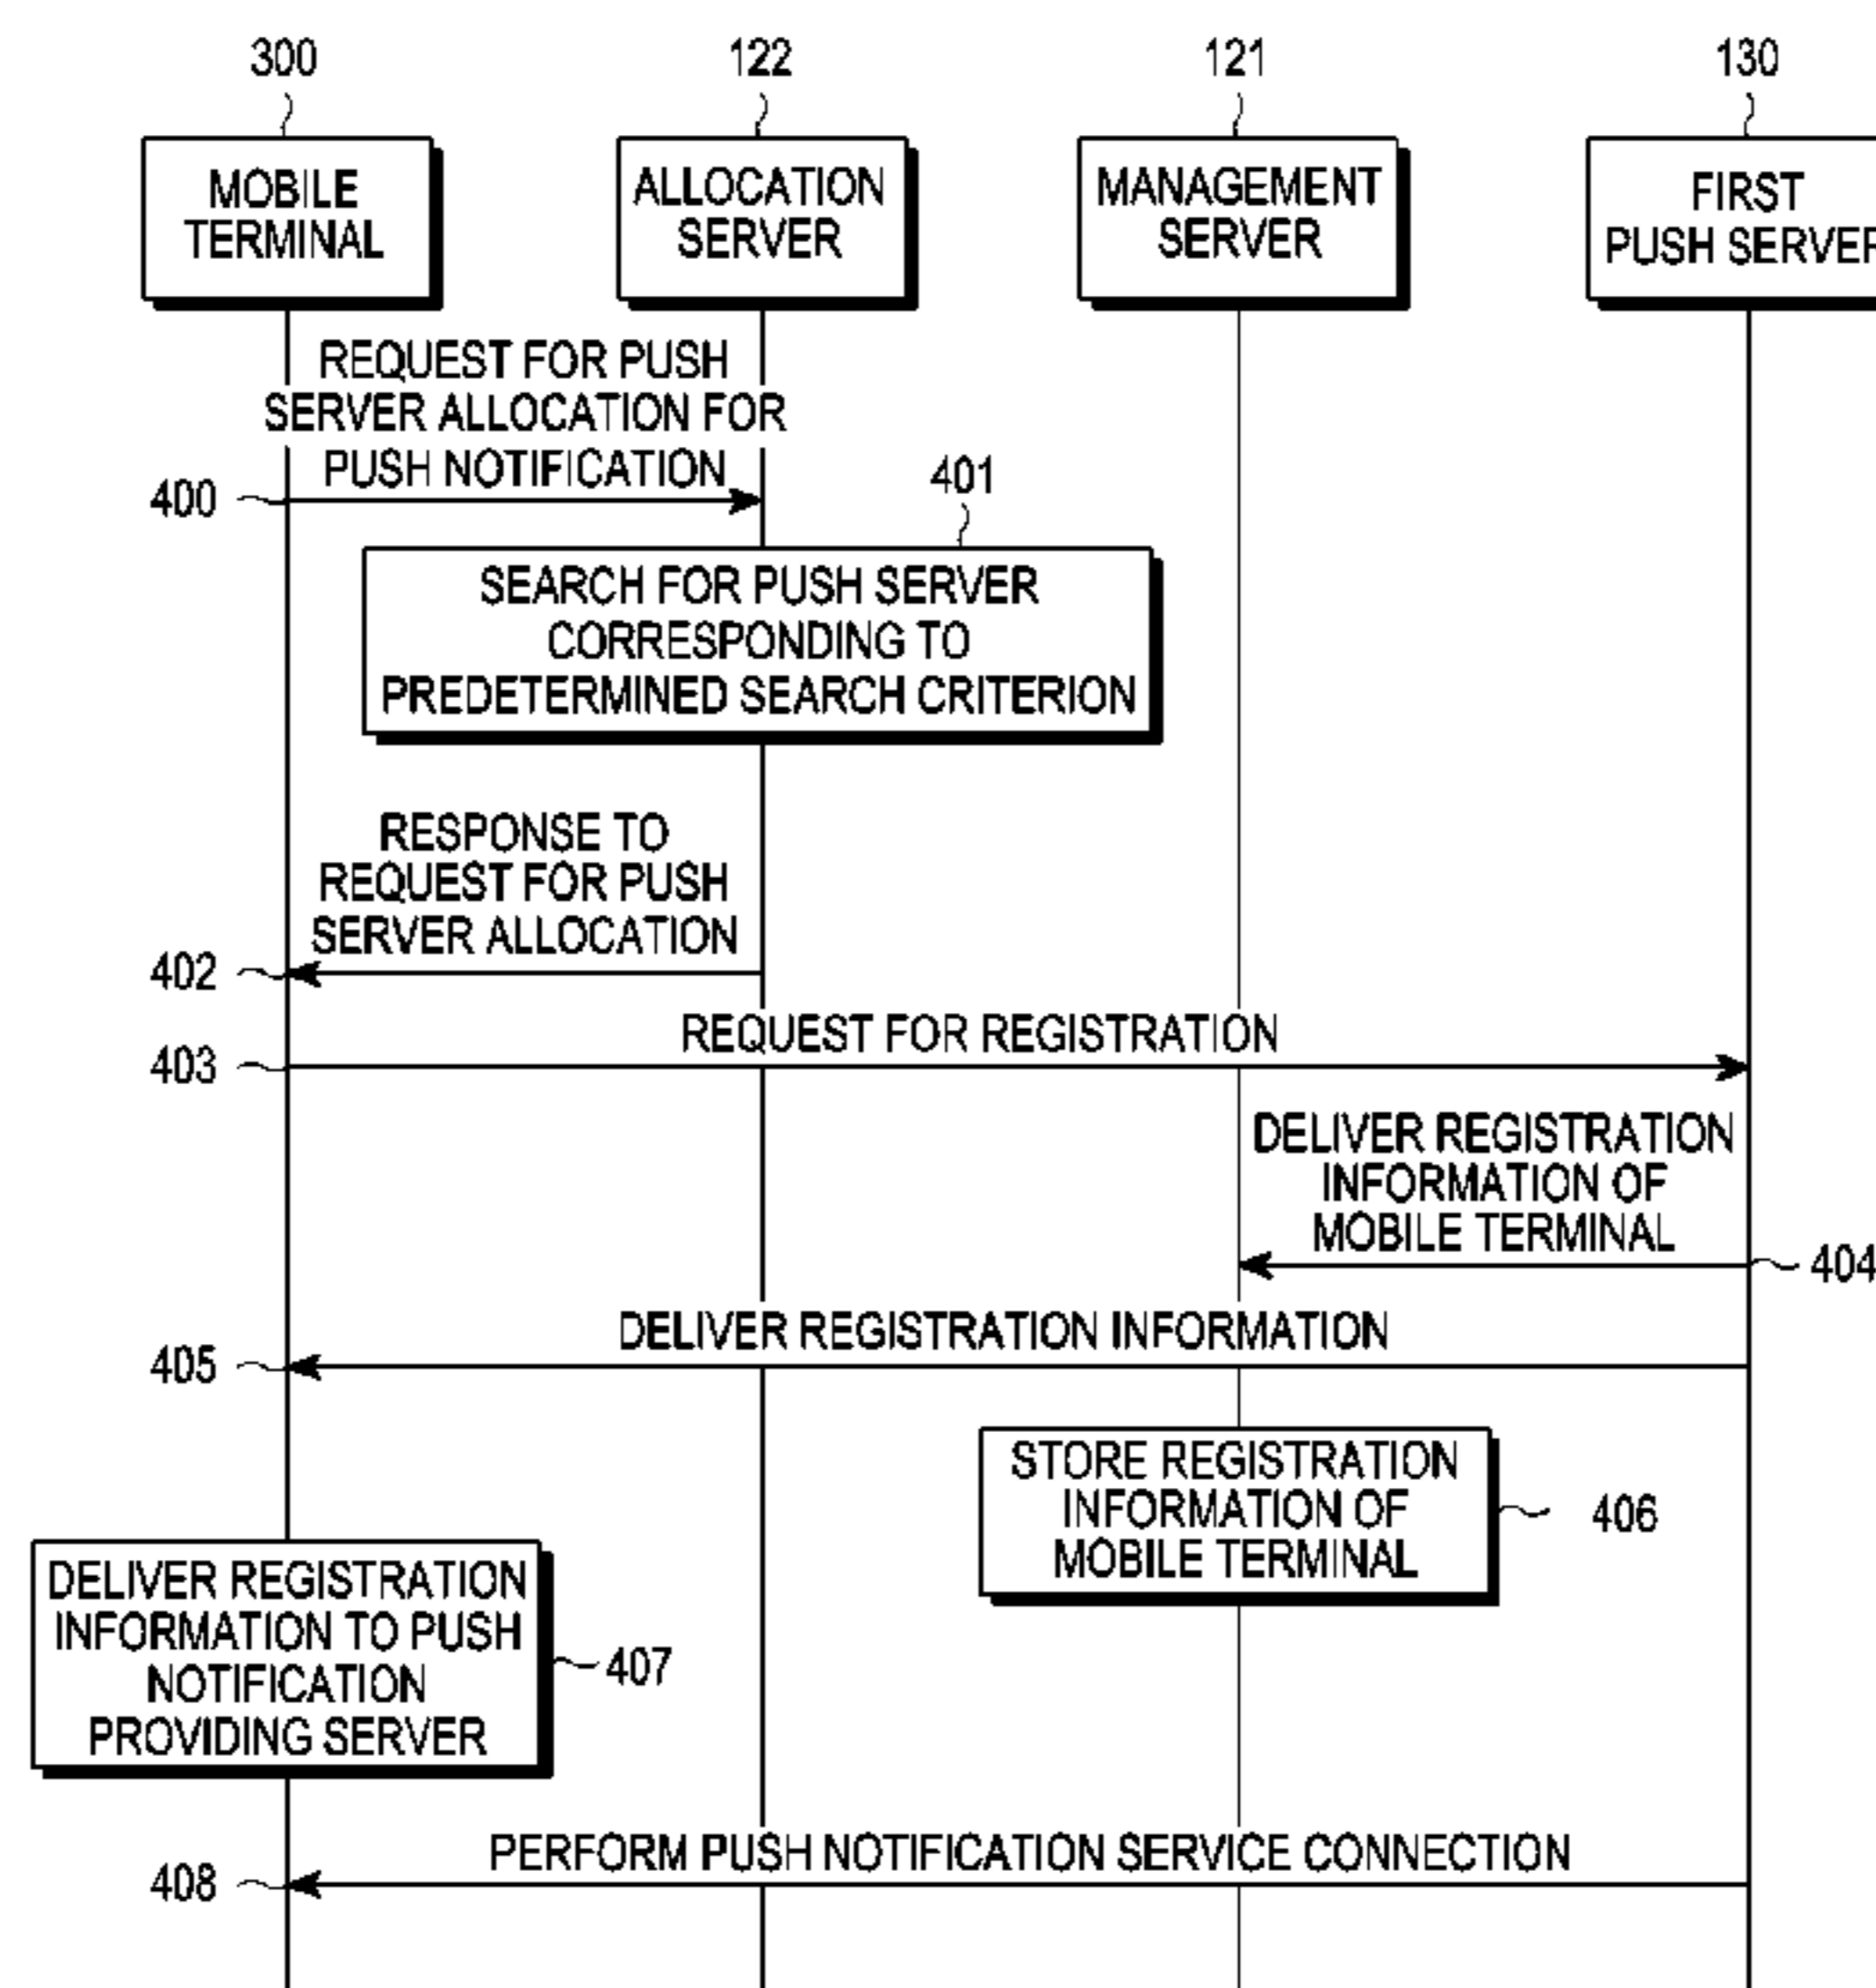 300
122
121
130
MOBILE
TERMINAL
ALLOCATION
SERVER
MANAGEMENT
SERVER
FIRST
PUSH SERVER
REQUEST FOR PUSH
SERVER ALLOCATION FOR
PUSH NOTIFICATION
400
401
SEARCH FOR PUSH SERVER
CORRESPONDING TO
PREDETERMINED SEARCH CRITERION
RESPONSE TO
REQUEST FOR PUSH
SERVER ALLOCATION
402
REQUEST FOR REGISTRATION
403
DELIVER REGISTRATION
INFORMATION OF
MOBILE TERMINAL
404
DELIVER REGISTRATION INFORMATION
405
STORE REGISTRATION
INFORMATION OF
MOBILE TERMINAL
406
DELIVER REGISTRATION
INFORMATION TO PUSH
NOTIFICATION
PROVIDING SERVER
407
PERFORM PUSH NOTIFICATION SERVICE CONNECTION
408